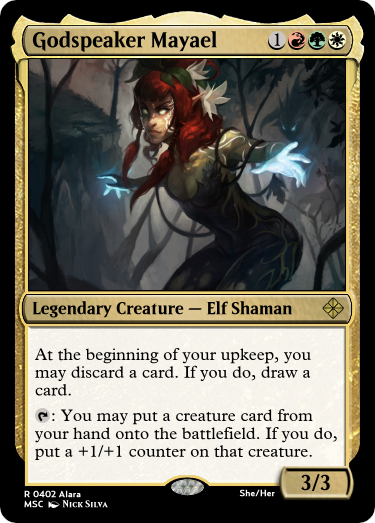 Godspeaker Mayael 1
Legendary Creature — Elf Shaman
At the beginning of your upkeep, you
may discard a card. If you do, draw a
card.
: You may put a creature card from
your hand onto the battlefield. If you do,
put a +1/+1 counter on that creature.
3/3
R 0402 Alara
She/Her
MSC Nick Silva